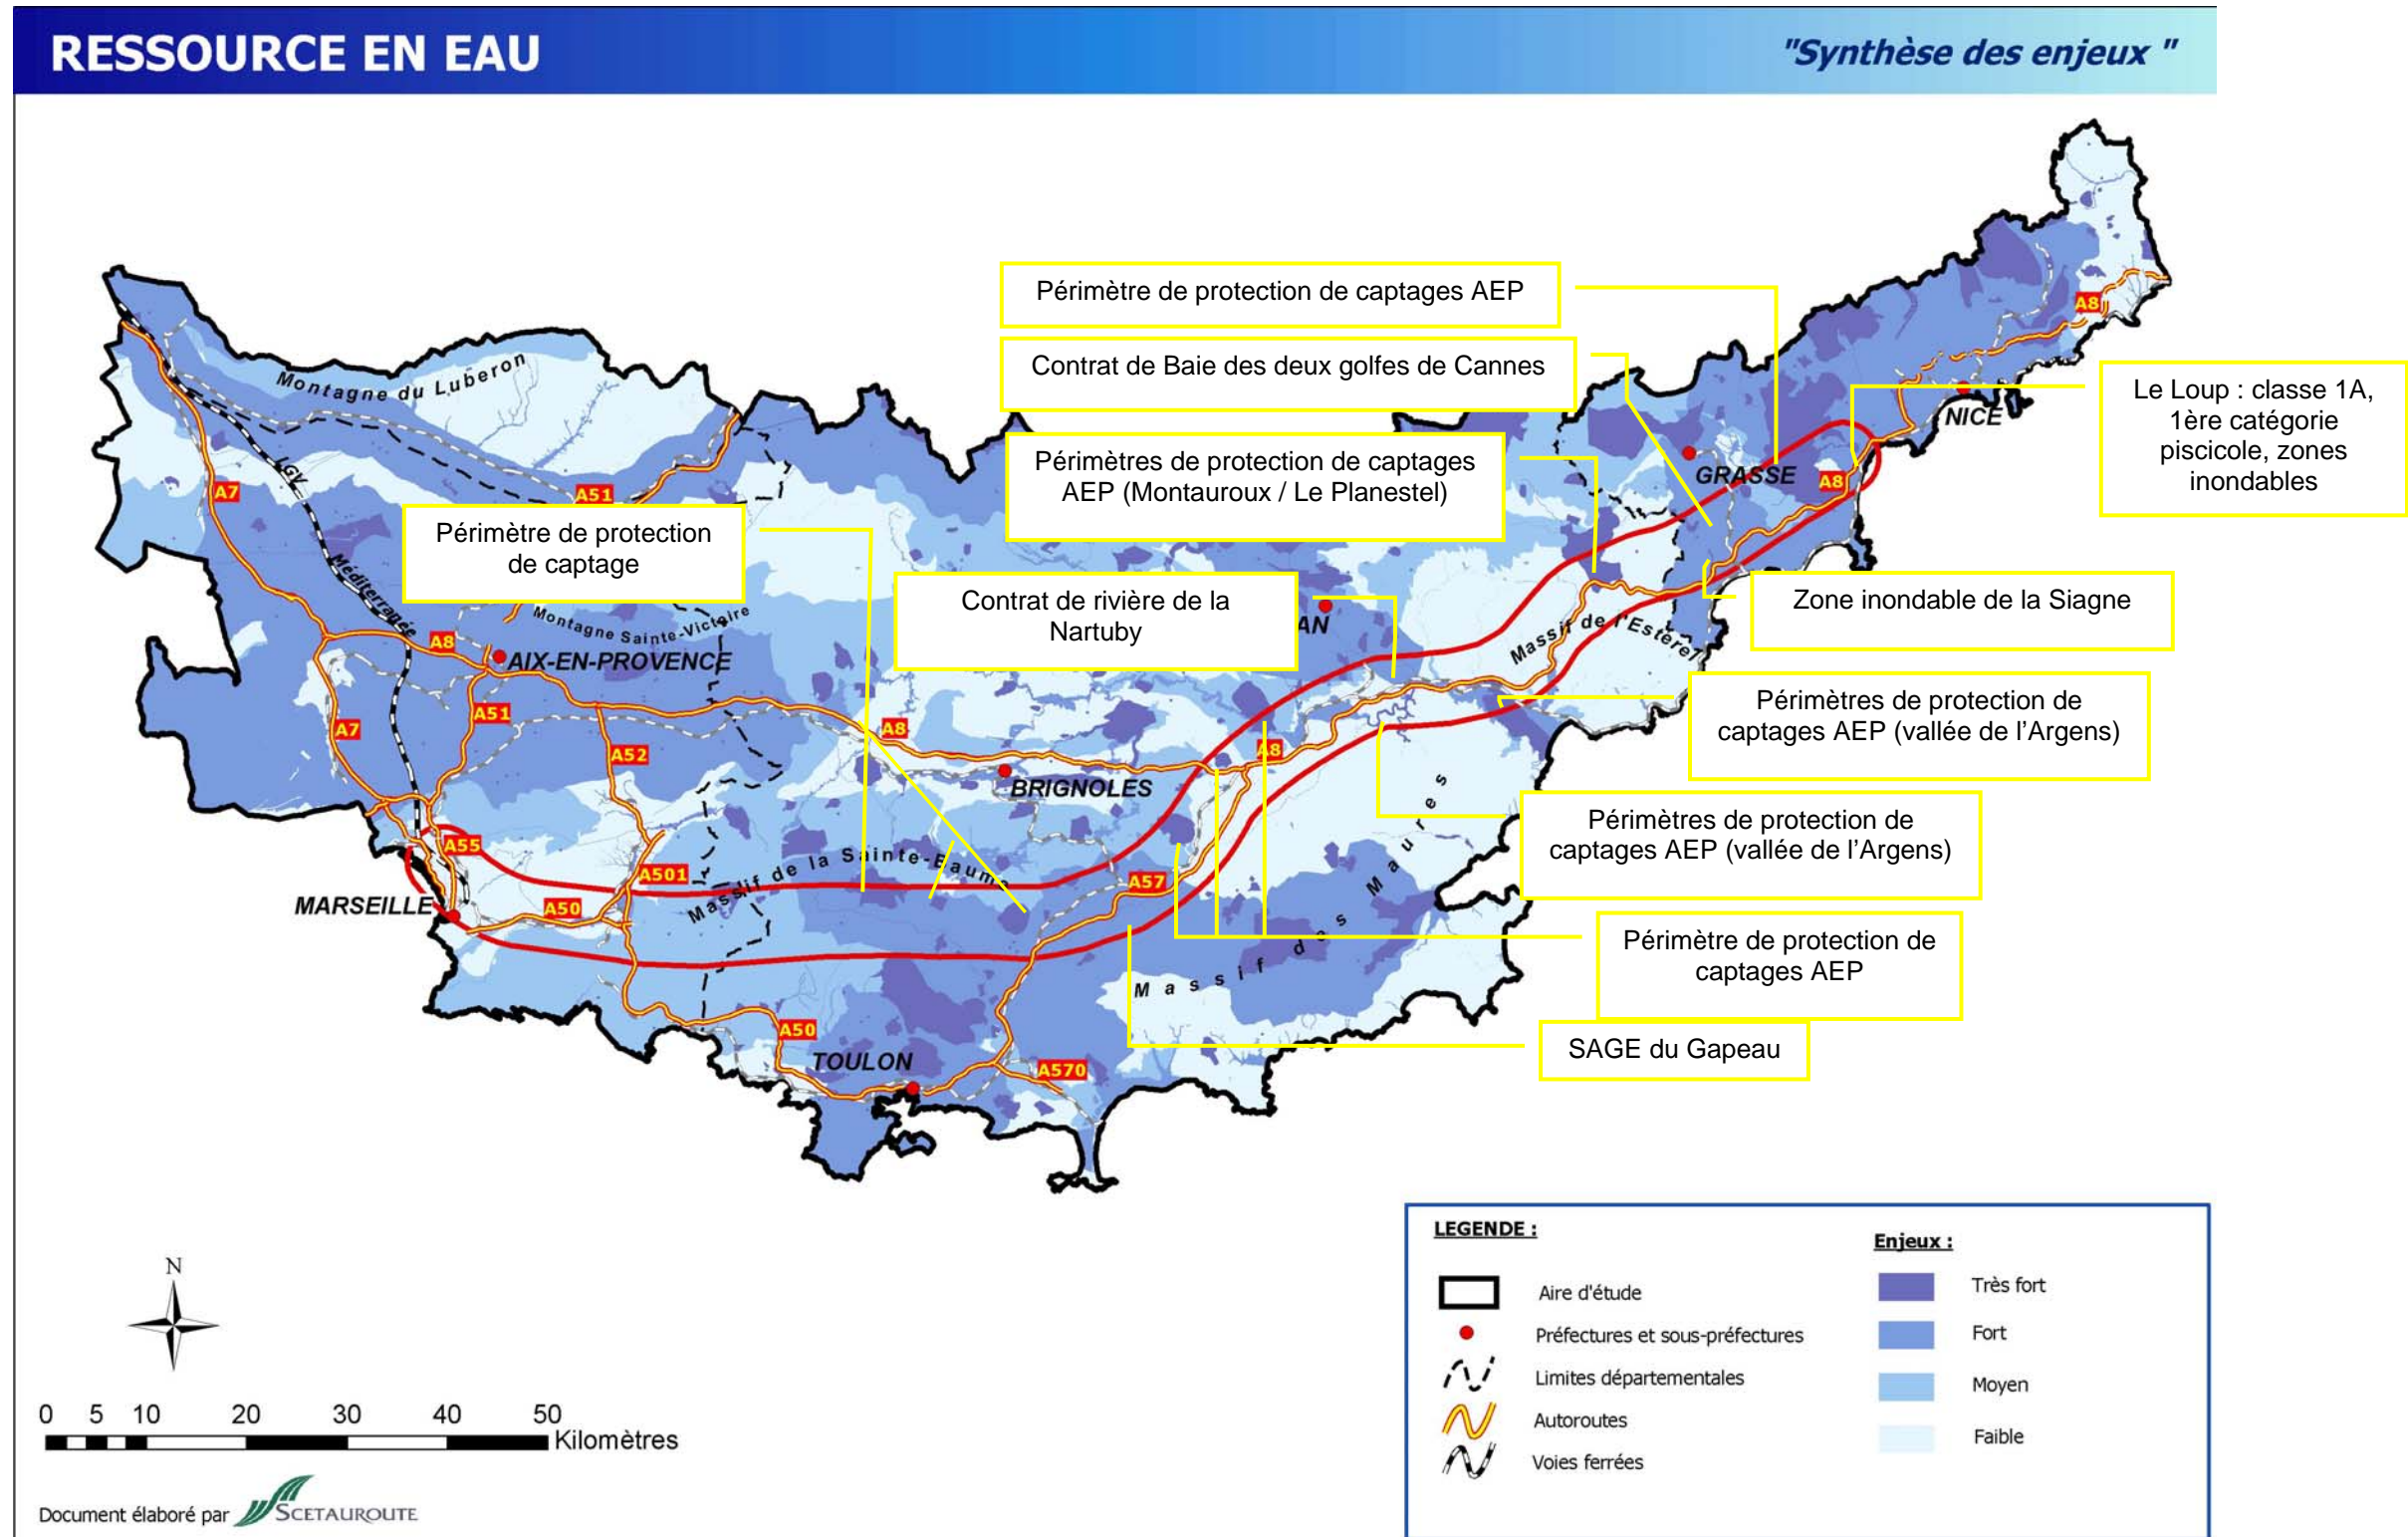 RESSOURCE EN EAU
"Synthèse des enjeux "
Périmètre de protection de captages AEP
Contrat de Baie des deux golfes de Cannes
Périmètres de protection de captages
AEP (Montauroux / Le Planestel)
Le Loup : classe 1A,
1ère catégorie
piscicole, zones
inondables
Périmètre de protection
de captage
Contrat de rivière de la
Nartuby
Zone inondable de la Siagne
Périmètres de protection de
captages AEP (vallée de l'Argens)
Périmètres de protection de
captages AEP (vallée de l'Argens)
Périmètre de protection de
captages AEP
SAGE du Gapeau
Montagne du Luberon
LGV
Méditerranée
Montagne Sainte-Victoire
Massif de la Sainte-Baume
Massif de l'Esterel
Massif des Maures
AIX-EN-PROVENCE
MARSEILLE
TOULON
BRIGNOLES
AN
GRASSE
NICE
A7
A51
A8
A51
A7
A52
A8
A55
A501
A50
A57
A8
A50
A570
A8
A8
N
0 5 10 20 30 40 50
Kilomètres
Document élaboré par SCETAUROUTE
LEGENDE :
Aire d'étude
Préfectures et sous-préfectures
Limites départementales
Autoroutes
Voies ferrées
Enjeux :
Très fort
Fort
Moyen
Faible